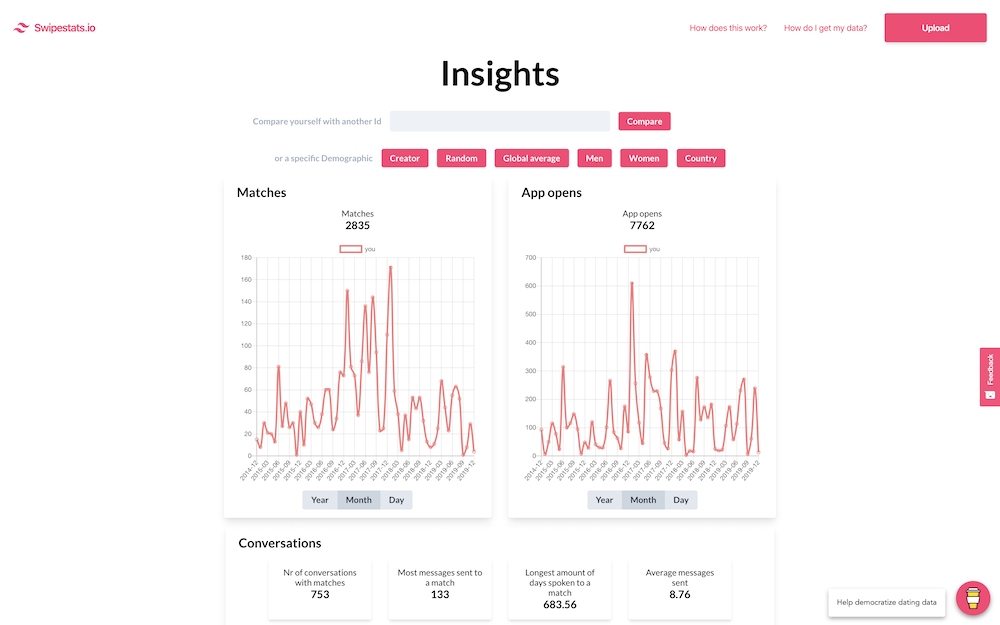 Swipestats.io
How does this work?
How do I get my data?
Upload
Insights
Compare yourself with another Id
Compare
or a specific Demographic
Creator
Random
Global average
Men
Women
Country
Matches
Matches
2835
you
180
160
140
120
100
80
60
40
20
0
2014-12
2015-03
2015-06
2015-09
2015-12
2016-03
2016-06
2016-09
2016-12
2017-03
2017-06
2017-09
2017-12
2018-03
2018-06
2018-09
2018-12
2019-03
2019-06
2019-09
2019-12
Year
Month
Day
App opens
App opens
7762
you
700
600
500
400
300
200
100
0
2014-12
2015-03
2015-06
2015-09
2015-12
2016-03
2016-06
2016-09
2016-12
2017-03
2017-06
2017-09
2017-12
2018-03
2018-06
2018-09
2018-12
2019-03
2019-06
2019-09
2019-12
Year
Month
Day
Feedback
Conversations
Nr of conversations
with matches
753
Most messages sent to
a match
133
Longest amount of
days spoken to a
match
683.56
Average messages
sent
8.76
Help democratize dating data